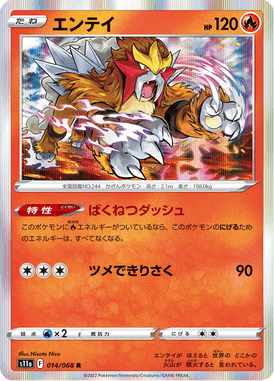 たね エンテイ HP 120
全国図鑑NO.244 かざんポケモン 高さ：2.1m 重さ：198.0kg
特性 ばくねつダッシュ
このポケモンに炎エネルギーがついているなら、このポケモンのにげるため
のエネルギーは、すべてなくなる。
ツメできりさく 90
弱点 ×2 抵抗力 にげる
Illus. Nisota Niso
s11a F 014/068 R
エンテイが ほえると 世界の どこかの
火山が 噴火すると 言われている。
©2022 Pokémon/Nintendo/Creatures/GAME FREAK.